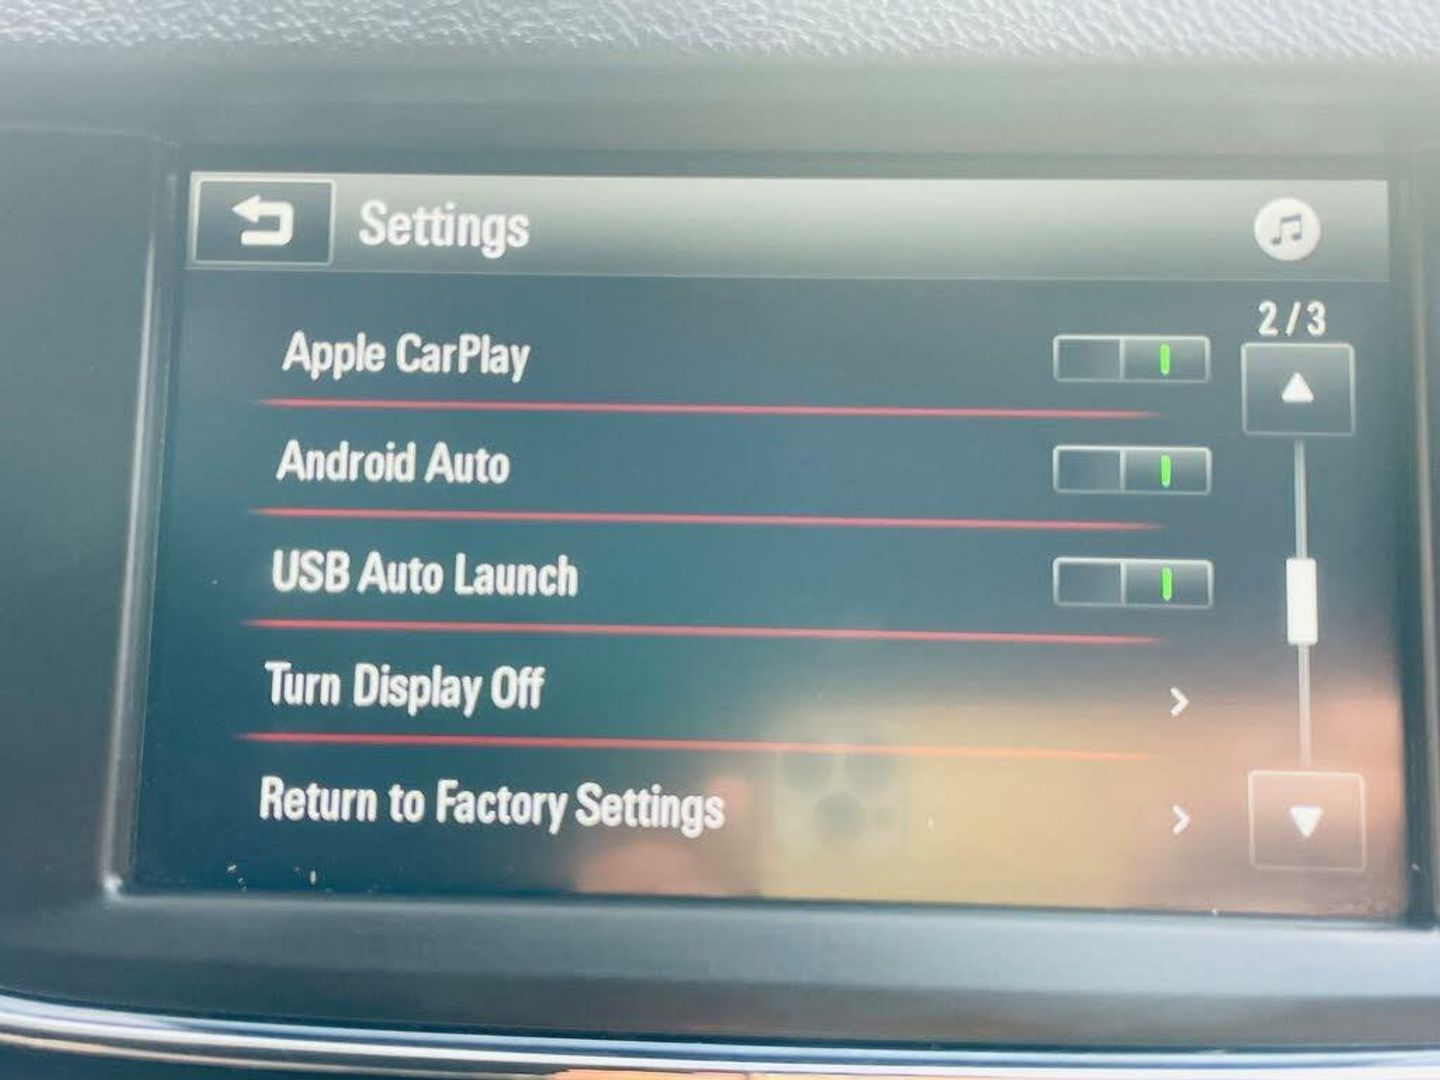 Settings
2/3
Apple CarPlay
Android Auto
USB Auto Launch
Turn Display Off
Return to Factory Settings